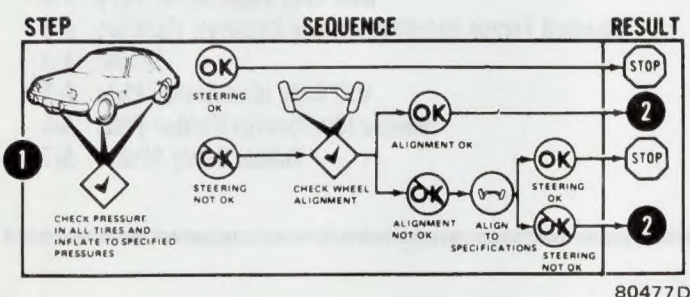 STEP SEQUENCE RESULT
OK
STEERING
OK
STOP
OK
ALIGNMENT OK
2
1
CHECK PRESSURE
IN ALL TIRES AND
INFLATE TO SPECIFIED
PRESSURES
OK
STEERING
NOT OK
CHECK WHEEL
ALIGNMENT
OK
ALIGNMENT
NOT OK
ALIGN
TO
SPECIFICATIONS
OK
STEERING
OK
STOP
OK
STEERING
NOT OK
2
80477D